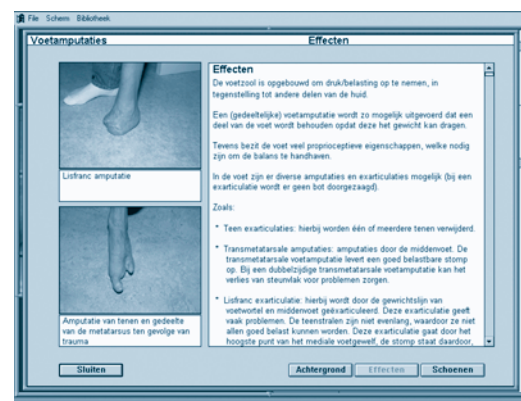 File Scherm Bibliotheek
Voetamputaties
Effecten
Lisfranc amputatie
Amputatie van tenen en gedeelte
van de metatarsus ten gevolge van
trauma
Effecten
De voetzool is opgebouwd om druk/belasting op te nemen, in
tegenstelling tot andere delen van de huid.
Een (gedeeltelijke) voetamputatie wordt zo mogelijk uitgevoerd dat een
deel van de voet wordt behouden opdat deze het gewicht kan dragen.
Tevens bezit de voet veel proprioceptieve eigenschappen, welke nodig
zijn om de balans te handhaven.
In de voet zijn er diverse amputaties en exarticulaties mogelijk (bij een
exarticulatie wordt er geen bot doorgezaagd).
Zoals:
* Teen exarticulaties: hierbij worden één of meerdere tenen verwijderd.
* Transmetatarsale amputaties: amputaties door de middenvoet. De
transmetatarsale voetamputatie levert een goed belastbare stomp
op. Bij een dubbelzijdige transmetatarsale voetamputatie kan het
verlies van steunvlak voor problemen zorgen.
* Lisfranc exarticulatie: hierbij wordt door de gewrichtslijn van
voetwortel en middenvoet geëxarticuleerd. Deze exarticulatie geeft
vaak problemen. De teenstralen zijn niet evenlang, waardoor ze niet
allen goed belast kunnen worden. Deze exarticulatie gaat door het
hoogste punt van het mediale voetgewelf, de stomp staat daardoor,
Sluiten
Achtergrond
Effecten
Schoenen